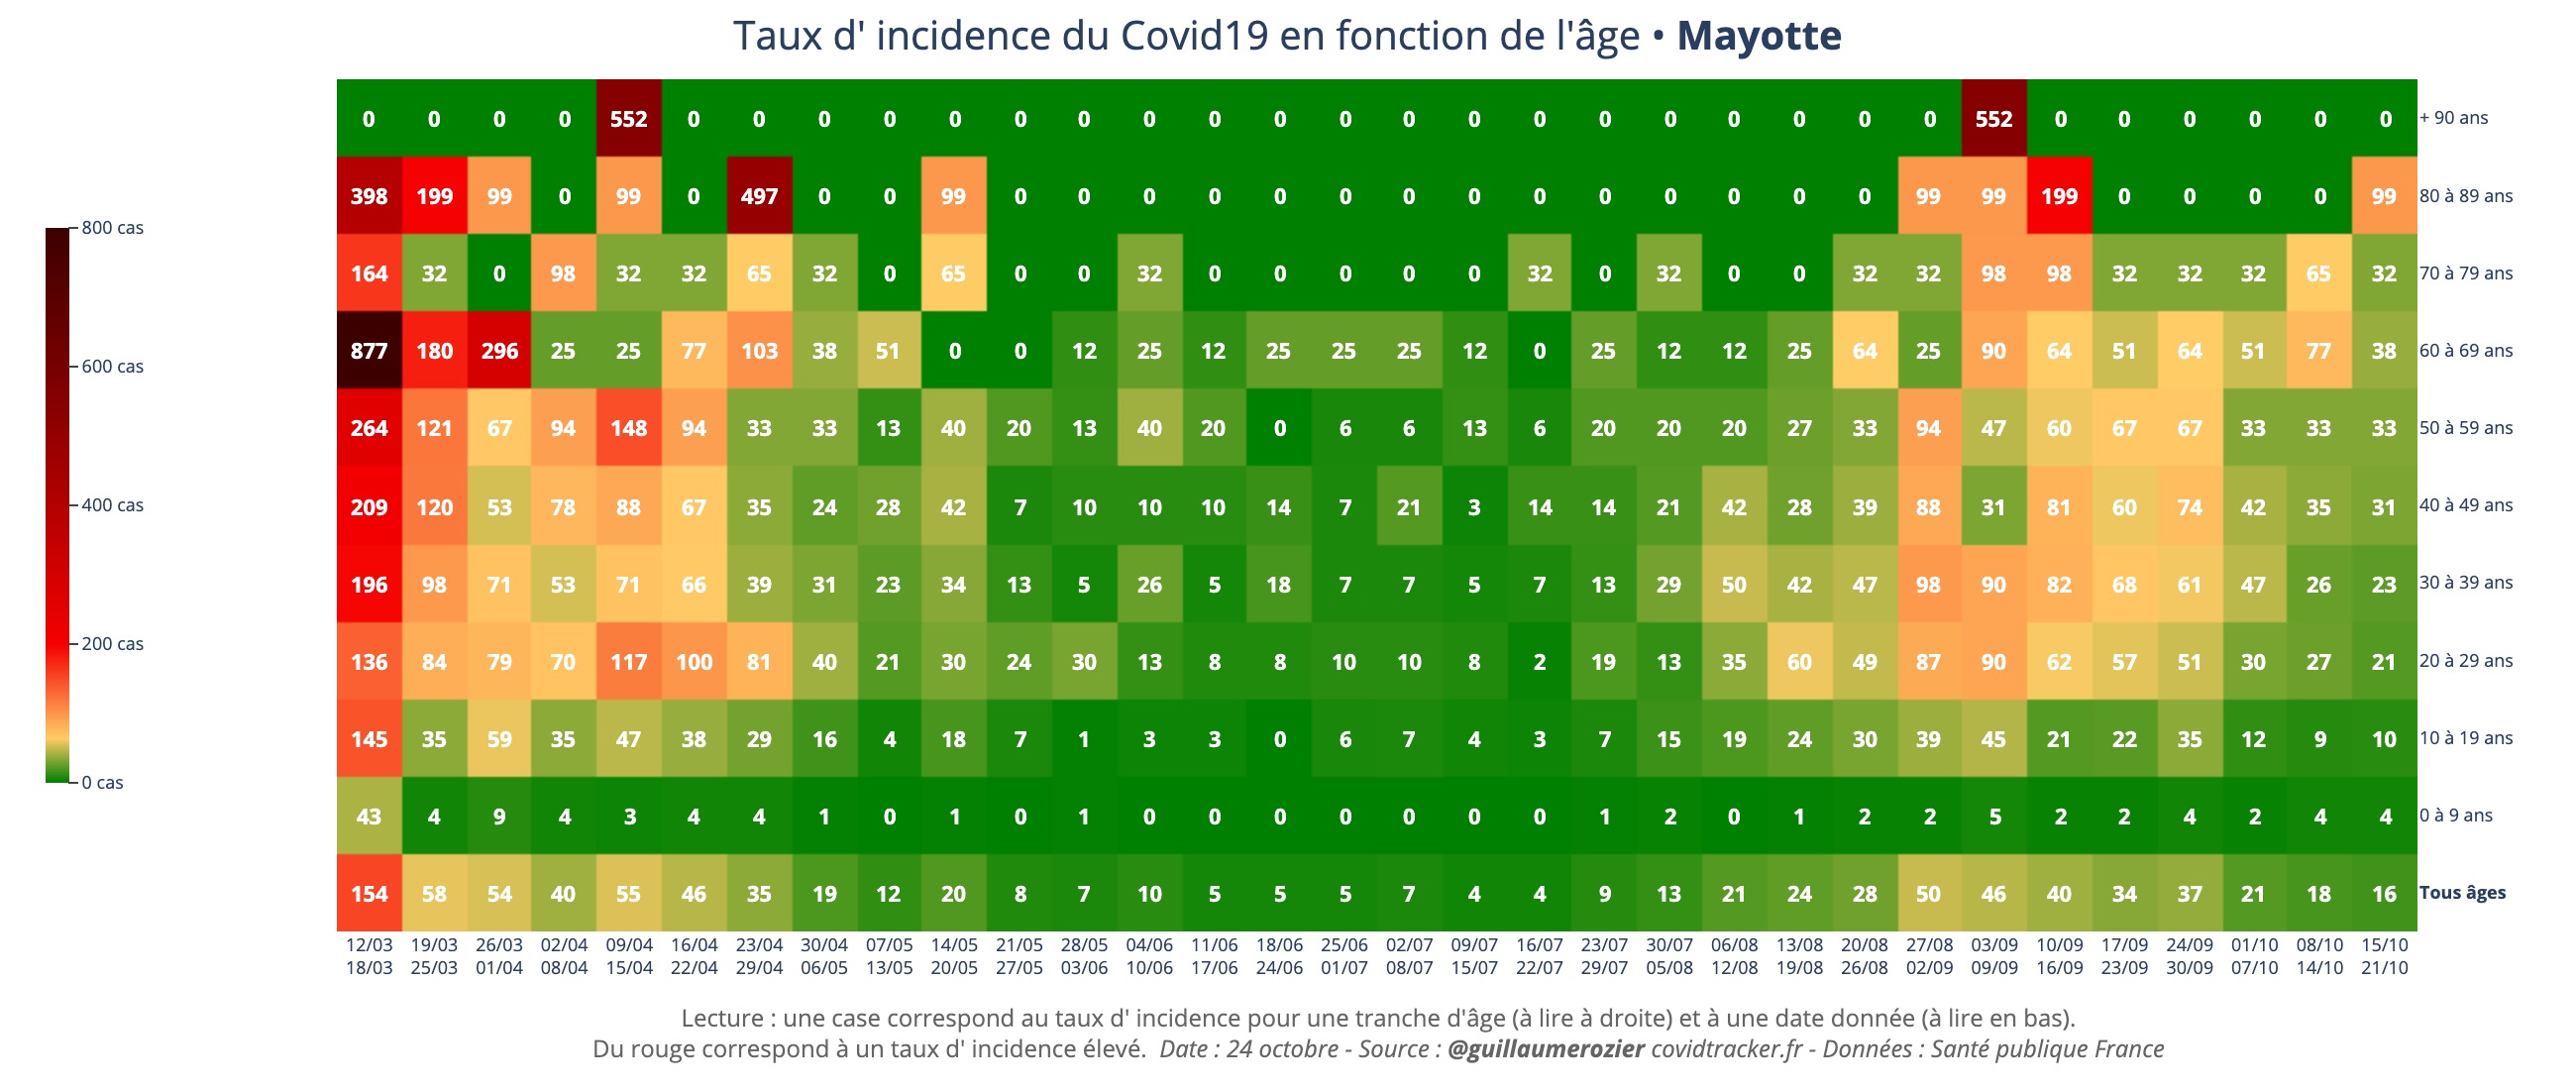 Taux d' incidence du Covid19 en fonction de l'âge • Mayotte
0 0 0 0 552 0 0 0 0 0 0 0 0 0 0 0 0 0 0 0 0 0 0 0 0 552 0 0 0 0 0 0 + 90 ans
398 199 99 0 99 0 497 0 0 99 0 0 0 0 0 0 0 0 0 0 0 0 0 0 99 99 199 0 0 0 0 99 80 à 89 ans
800 cas
164 32 0 98 32 32 65 32 0 65 0 0 32 0 0 0 0 0 32 0 32 0 0 32 32 98 98 32 32 32 65 32 70 à 79 ans
877 180 296 25 25 77 103 38 51 0 0 12 25 12 25 25 25 12 0 25 12 12 25 64 25 90 64 51 64 51 77 38 60 à 69 ans
600 cas
264 121 67 94 148 94 33 33 13 40 20 13 40 20 0 6 6 13 6 20 20 20 27 33 94 47 60 67 67 33 33 33 50 à 59 ans
400 cas
209 120 53 78 88 67 35 24 28 42 7 10 10 10 14 7 21 3 14 14 21 42 28 39 88 31 81 60 74 42 35 31 40 à 49 ans
196 98 71 53 71 66 39 31 23 34 13 5 26 5 18 7 7 5 7 13 29 50 42 47 98 90 82 68 61 47 26 23 30 à 39 ans
200 cas
136 84 79 70 117 100 81 40 21 30 24 30 13 8 8 10 10 8 2 19 13 35 60 49 87 90 62 57 51 30 27 21 20 à 29 ans
145 35 59 35 47 38 29 16 4 18 7 1 3 3 0 6 7 4 3 7 15 19 24 30 39 45 21 22 35 12 9 10 10 à 19 ans
0 cas
43 4 9 4 3 4 4 1 0 1 0 1 0 0 0 0 0 0 0 1 2 0 1 2 2 5 2 2 4 2 4 4 0 à 9 ans
154 58 54 40 55 46 35 19 12 20 8 7 10 5 5 5 7 4 4 9 13 21 24 28 50 46 40 34 37 21 18 16 Tous âges
12/03 19/03 26/03 02/04 09/04 16/04 23/04 30/04 07/05 14/05 21/05 28/05 04/06 11/06 18/06 25/06 02/07 09/07 16/07 23/07 30/07 06/08 13/08 20/08 27/08 03/09 10/09 17/09 24/09 01/10 08/10 15/10
18/03 25/03 01/04 08/04 15/04 22/04 29/04 06/05 13/05 20/05 27/05 03/06 10/06 17/06 24/06 01/07 08/07 15/07 22/07 29/07 05/08 12/08 19/08 26/08 02/09 09/09 16/09 23/09 30/09 07/10 14/10 21/10
Lecture : une case correspond au taux d' incidence pour une tranche d'âge (à lire à droite) et à une date donnée (à lire en bas).
Du rouge correspond à un taux d' incidence élevé. Date : 24 octobre - Source : @guillaumerozier covidtracker.fr - Données : Santé publique France